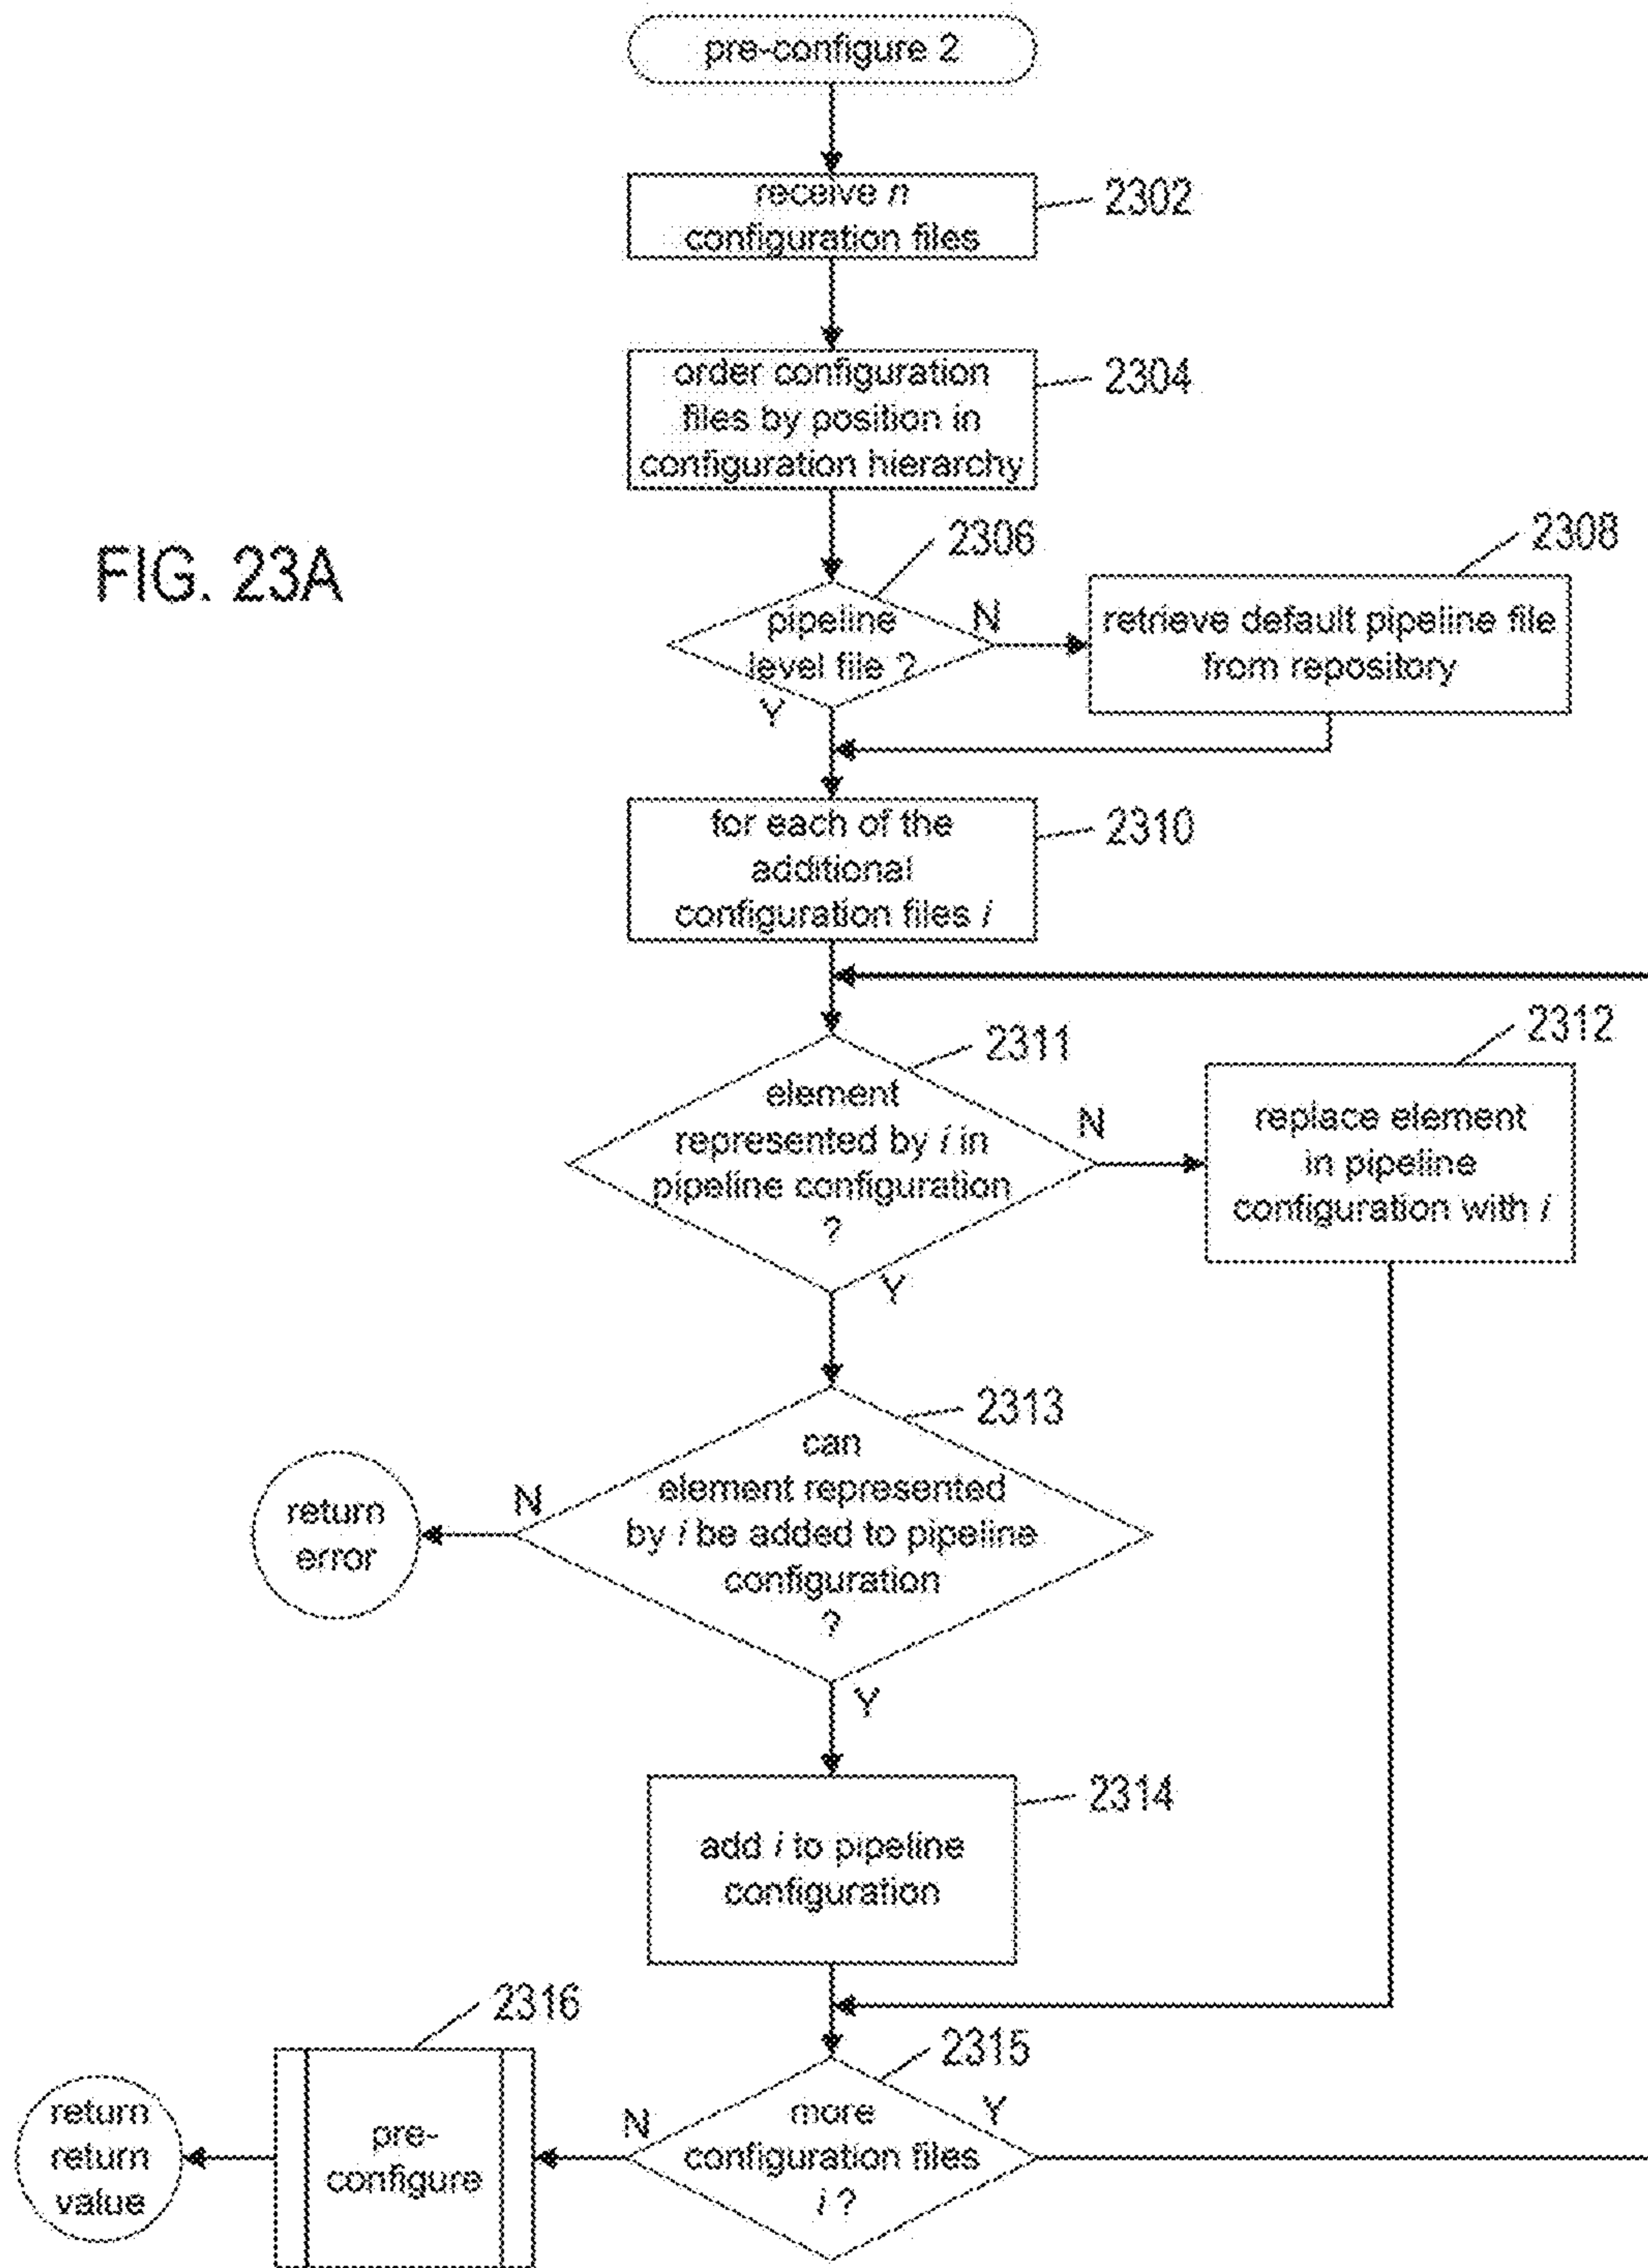 pre-configure 2
receive n
configuration files
2302
order configuration
files by position in
configuration hierarchy
2304
FIG. 23A
2306
pipeline
level file ?
N
Y
2308
retrieve default pipeline file
from repository
for each of the
additional
configuration files i
2310
2311
element
represented by i in
pipeline configuration
?
N
Y
2312
replace element
in pipeline
configuration with i
2313
can
element represented
by i be added to pipeline
configuration
?
N
Y
return
error
2314
add i to pipeline
configuration
2315
more
configuration files
i ?
N
Y
2316
pre-
configure
return
return
value